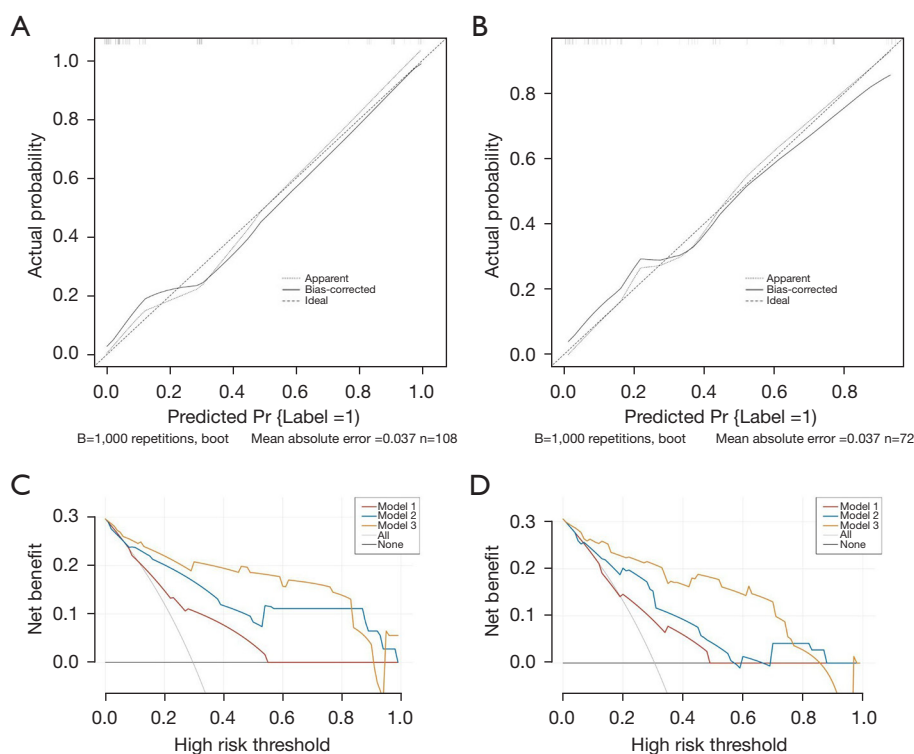 A
Actual probability
1.0
0.8
0.6
0.4
0.2
0.0
Apparent
Bias-corrected
Ideal
0.0 0.2 0.4 0.6 0.8 1.0
Predicted Pr {Label =1)
B=1,000 repetitions, boot Mean absolute error =0.037 n=108
B
Actual probability
0.8
0.6
0.4
0.2
0.0
Apparent
Bias-corrected
Ideal
0.0 0.2 0.4 0.6 0.8
Predicted Pr {Label =1)
B=1,000 repetitions, boot Mean absolute error =0.037 n=72
C
Net benefit
0.3
0.2
0.1
0.0
Model 1
Model 2
Model 3
All
None
0.0 0.2 0.4 0.6 0.8 1.0
High risk threshold
D
Net benefit
0.3
0.2
0.1
0.0
Model 1
Model 2
Model 3
All
None
0.0 0.2 0.4 0.6 0.8 1.0
High risk threshold